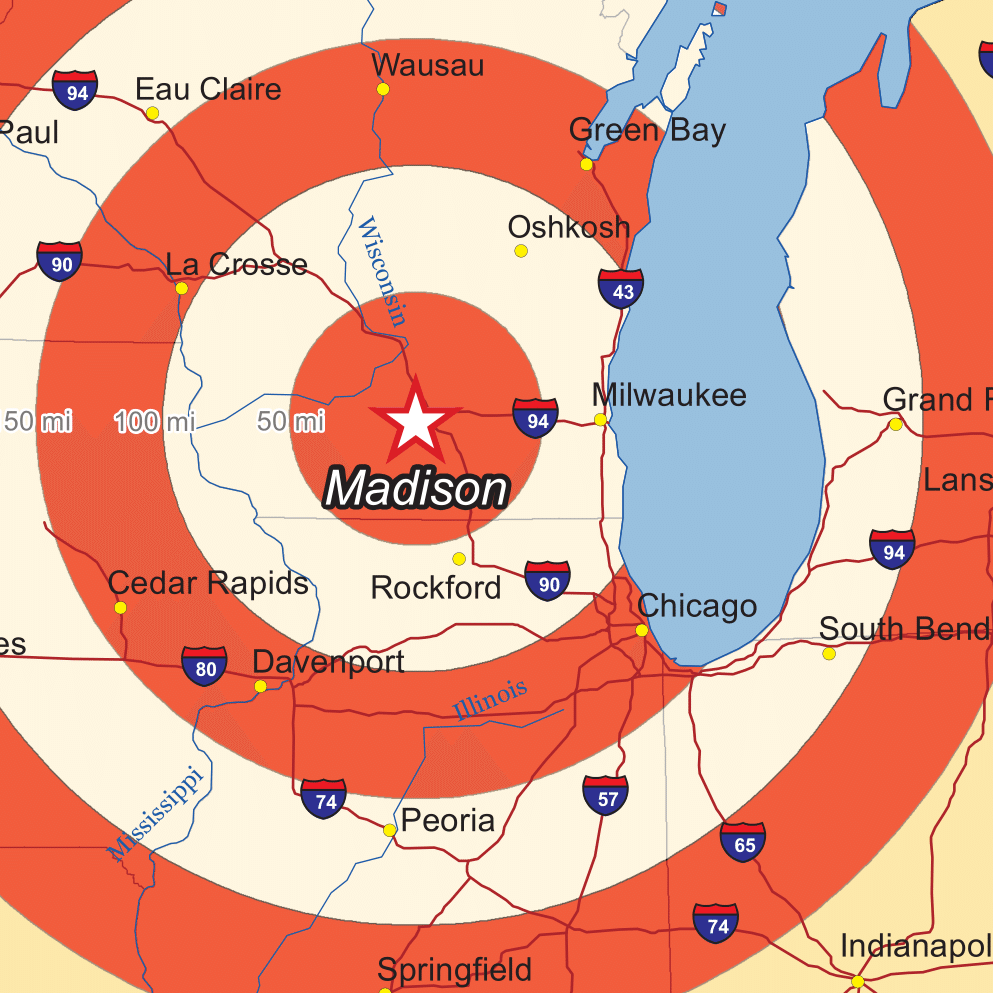 Wausau
94
Eau Claire
Paul
Green Bay
Oshkosh
Wisconsin
90
La Crosse
43
Milwaukee
Grand R
50 mi
100 mi
50 mi
94
Lans
Madison
94
Cedar Rapids
Rockford
90
Chicago
South Bend
es
80
Davenport
Illinois
74
57
Peoria
Mississippi
65
74
Indianapol
Springfield